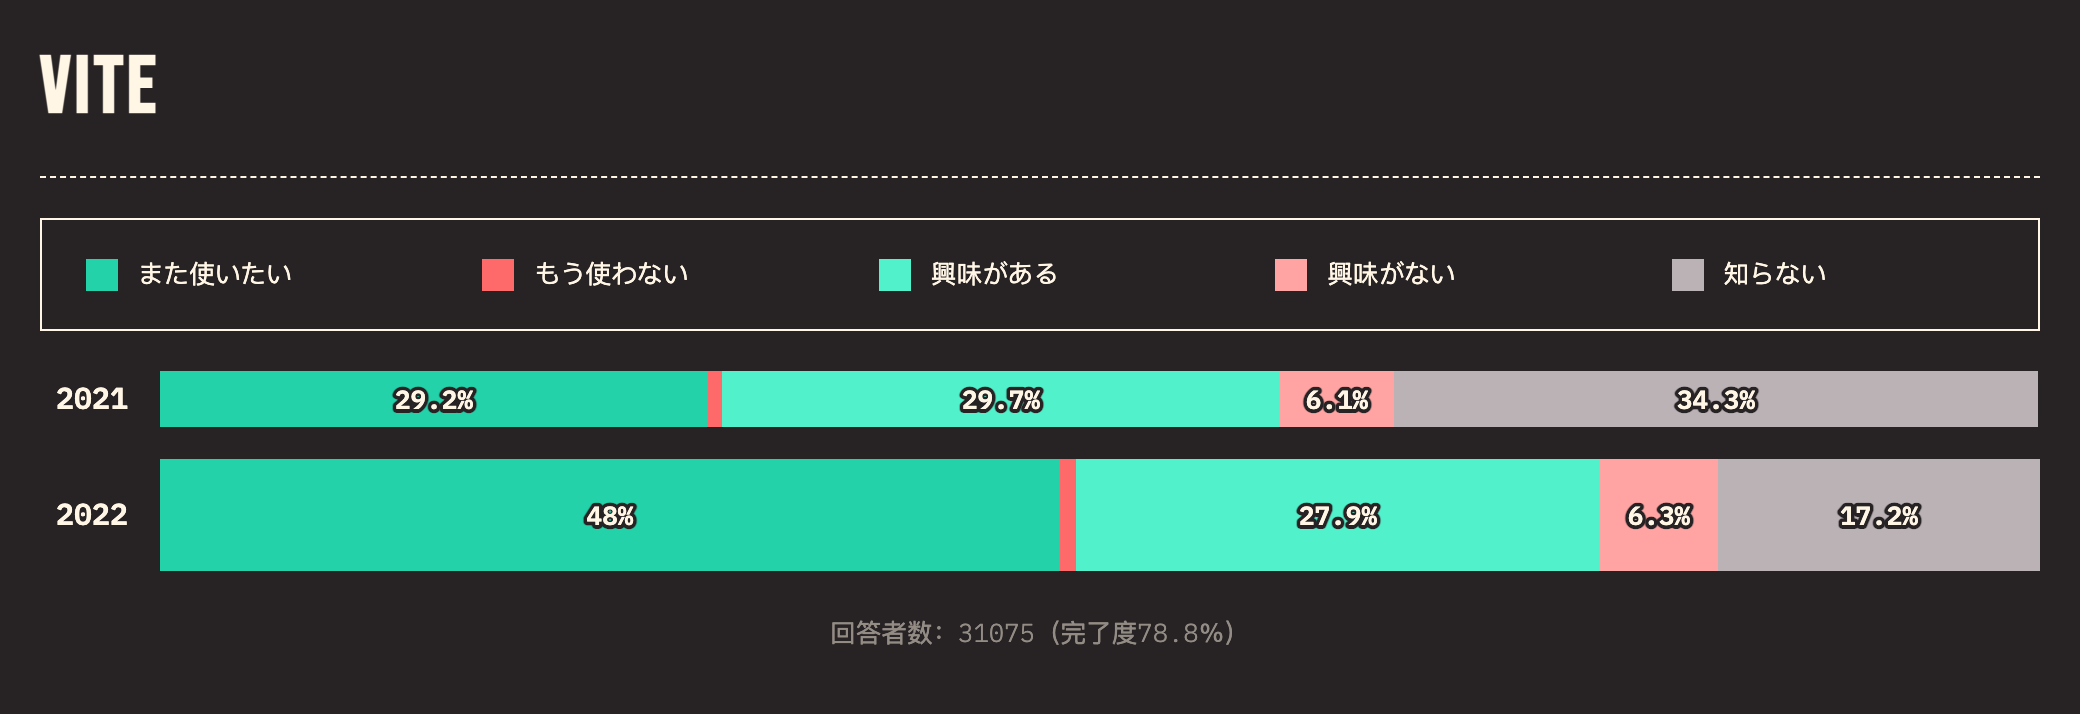 VITE
また使いたい もう使わない 興味がある 興味がない 知らない
2021 29.2% 29.7% 6.1% 34.3%
2022 48% 27.9% 6.3% 17.2%
回答者数: 31075 (完了度78.8%)